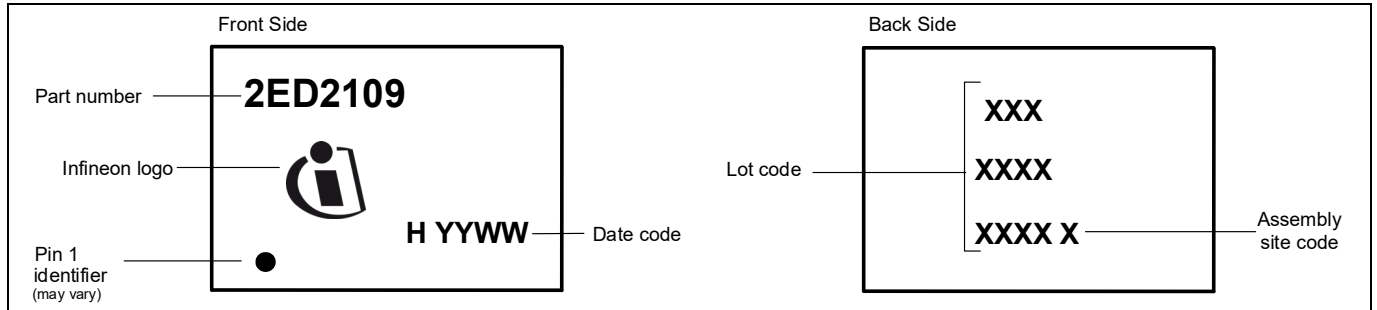 Front Side
Part number
2ED2109
Infineon logo
H YYWW
Date code
Pin 1
identifier
(may vary)
Back Side
XXX
Lot code
XXXX
XXXX X
Assembly
site code